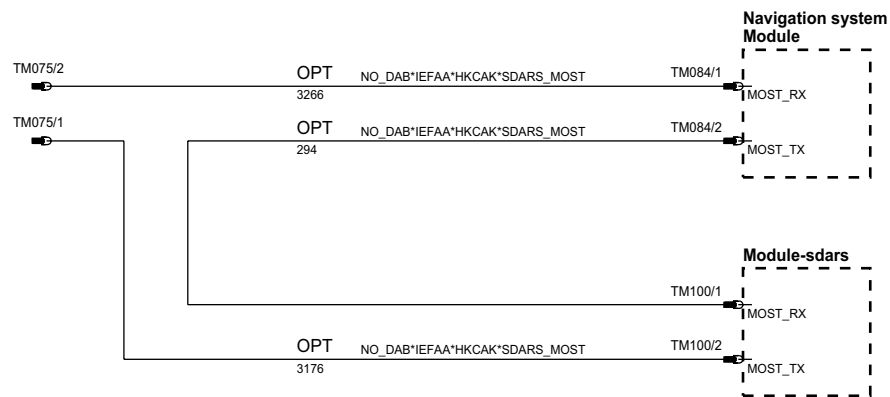 Navigation system
Module
TM075/2
OPT
NO_DAB*IEFAA*HKCAK*SDARS_MOST
TM084/1
3266
MOST_RX
TM075/1
OPT
NO_DAB*IEFAA*HKCAK*SDARS_MOST
TM084/2
294
MOST_TX
Module-sdars
TM100/1
MOST_RX
OPT
NO_DAB*IEFAA*HKCAK*SDARS_MOST
TM100/2
3176
MOST_TX